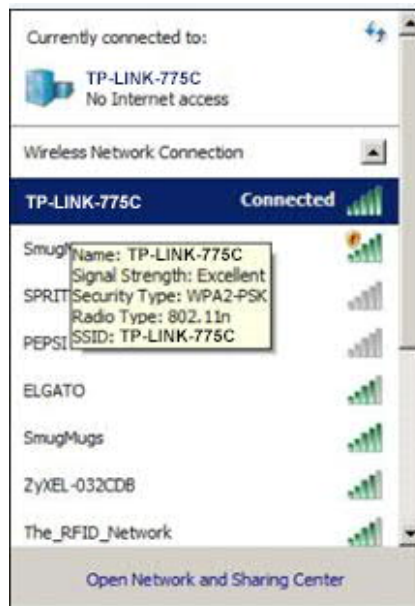 Currently connected to:
TP-LINK-775C
No Internet access
Wireless Network Connection
TP-LINK-775C Connected
Name: TP-LINK-775C
Signal Strength: Excellent
Security Type: WPA2-PSK
Radio Type: 802.11n
SSID: TP-LINK-775C
PEPSI
ELGATO
SmugMugs
ZyXEL-032CDB
The_RFID_Network
Open Network and Sharing Center